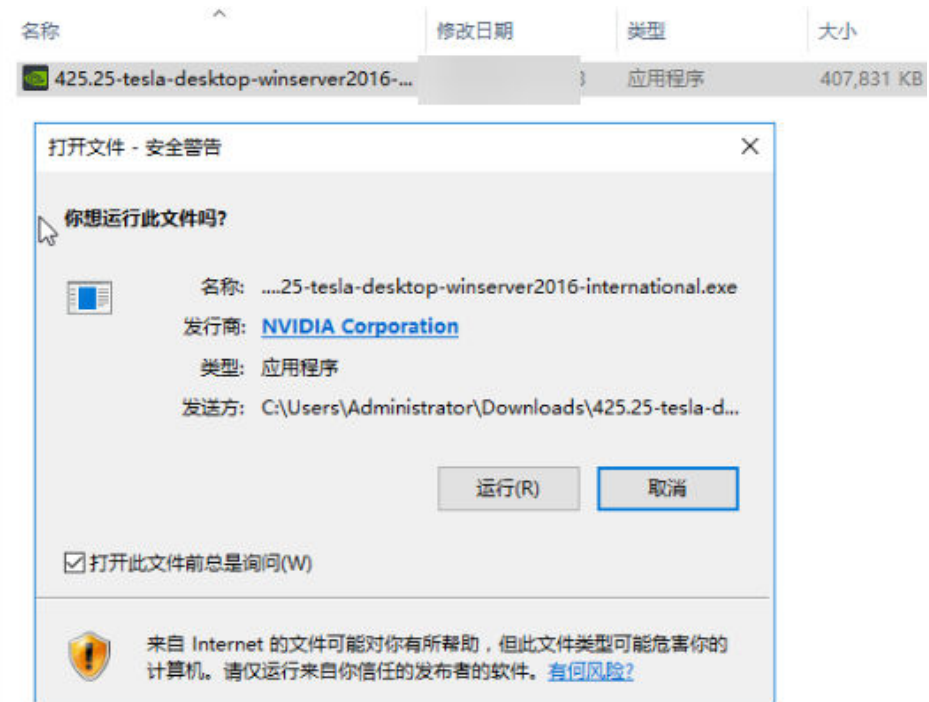 名称 修改日期 类型 大小
425.25-tesla-desktop-winserver2016-... 应用程序 407,831 KB
打开文件 - 安全警告
你想运行此文件吗?
名称: ....25-tesla-desktop-winserver2016-international.exe
发行商: NVIDIA Corporation
类型: 应用程序
发送方: C:\Users\Administrator\Downloads\425.25-tesla-d...
运行(R) 取消
打开此文件前总是询问(W)
来自 Internet 的文件可能对你有所帮助，但此文件类型可能危害你的
计算机。请仅运行来自你信任的发布者的软件。有何风险?